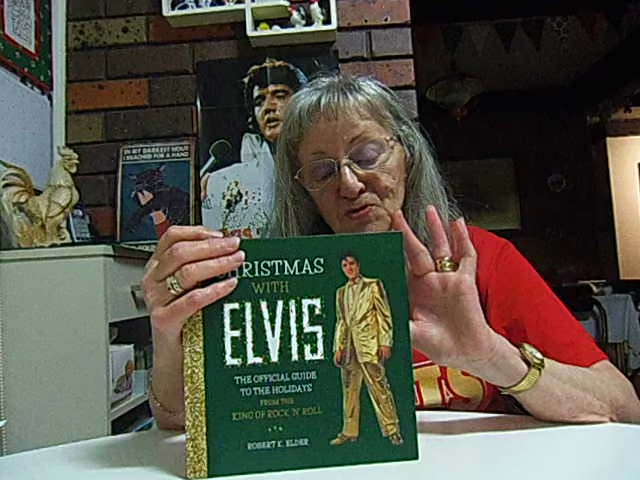 IN MY DARKEST HOUR
I REACHED FOR A HAND
CHRISTMAS
WITH
ELVIS
THE OFFICIAL GUIDE
TO THE HOLIDAYS
FROM THE
KING OF ROCK 'N' ROLL
ROBERT K. ELDER